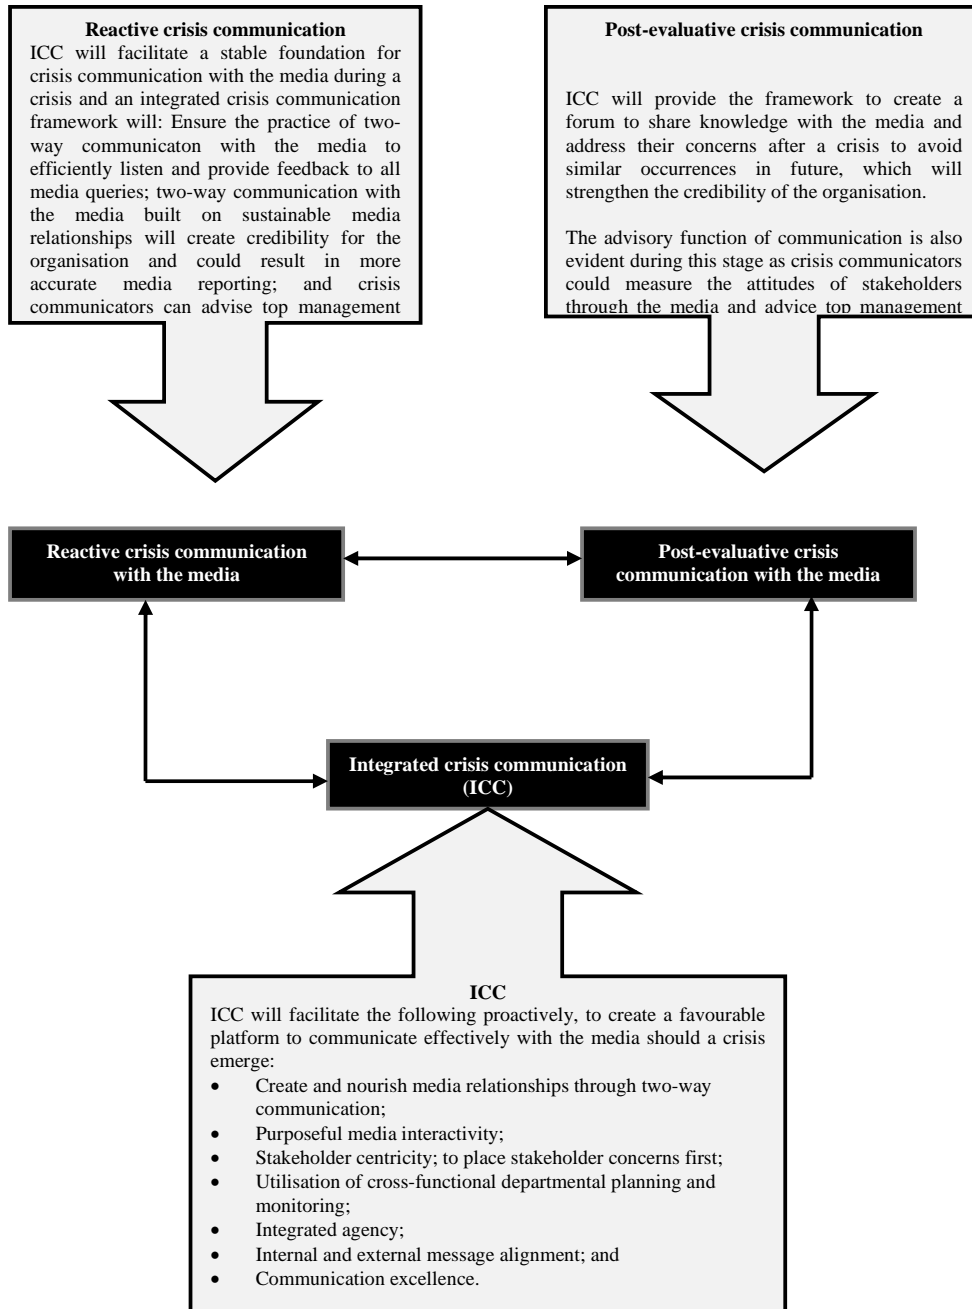 Reactive crisis communication
ICC will facilitate a stable foundation for
crisis communication with the media during a
crisis and an integrated crisis communication
framework will: Ensure the practice of two-
way communicaton with the media to
efficiently listen and provide feedback to all
media queries; two-way communication with
the media built on sustainable media
relationships will create credibility for the
organisation and could result in more
accurate media reporting; and crisis
communicators can advise top management
Post-evaluative crisis communication
ICC will provide the framework to create a
forum to share knowledge with the media and
address their concerns after a crisis to avoid
similar occurrences in future, which will
strengthen the credibility of the organisation.
The advisory function of communication is also
evident during this stage as crisis communicators
could measure the attitudes of stakeholders
through the media and advice top management
Reactive crisis communication
with the media
Post-evaluative crisis
communication with the media
Integrated crisis communication
(ICC)
ICC
ICC will facilitate the following proactively, to create a favourable
platform to communicate effectively with the media should a crisis
emerge:
• Create and nourish media relationships through two-way
communication;
• Purposeful media interactivity;
• Stakeholder centricity; to place stakeholder concerns first;
• Utilisation of cross-functional departmental planning and
monitoring;
• Integrated agency;
• Internal and external message alignment; and
• Communication excellence.